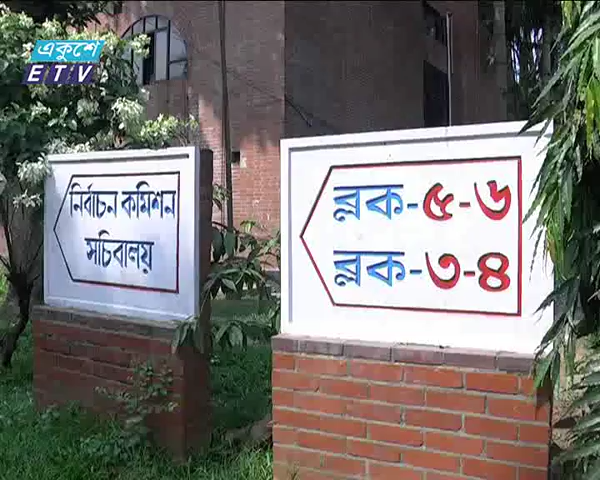 একুশে
ETV
নির্বাচন কমিশন
সচিবালয়
ব্লক-৫-৬
ব্লক-৩-৪